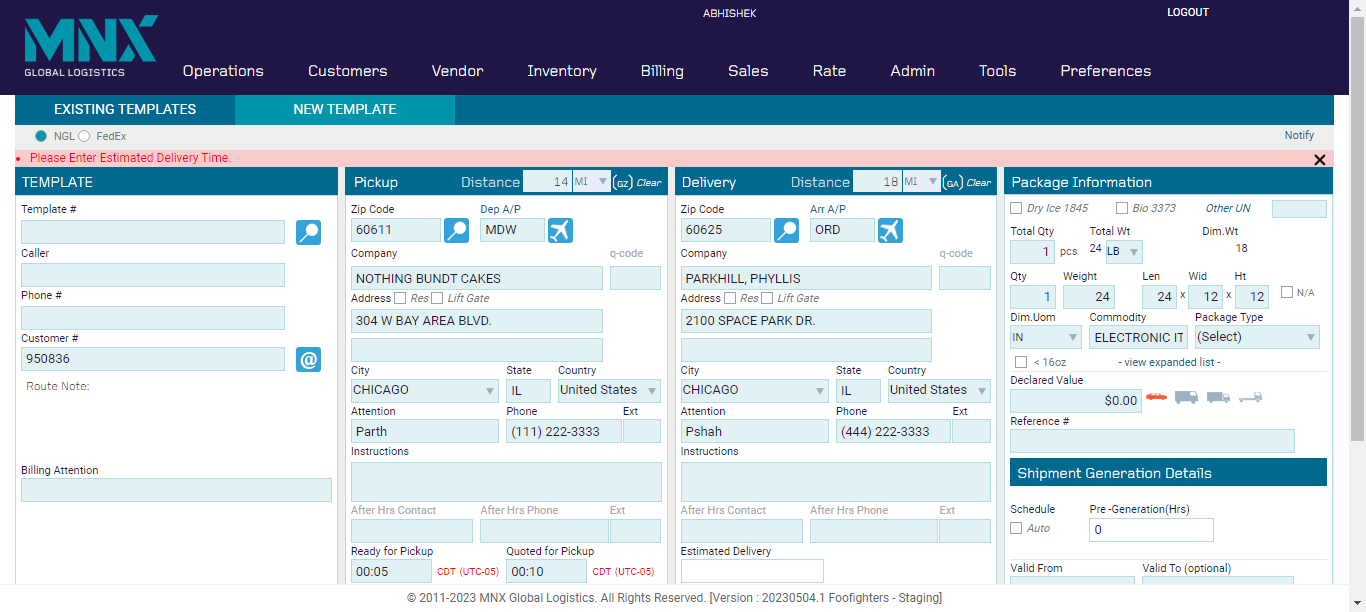 ABHISHEK
LOGOUT
MNX
GLOBAL LOGISTICS
Operations Customers Vendor Inventory Billing Sales Rate Admin Tools Preferences
EXISTING TEMPLATES NEW TEMPLATE
NGL FedEx Notify
Please Enter Estimated Delivery Time.
TEMPLATE
Template #
Caller
Phone #
Customer #
950836
@
Route Note:
Billing Attention
Pickup Distance 14 MI (GZ) Clear
Zip Code Dep A/P
60611 MDW
Company q-code
NOTHING BUNDT CAKES
Address Res Lift Gate
304 W BAY AREA BLVD.
City State Country
CHICAGO IL United States
Attention Phone Ext
Parth (111) 222-3333
Instructions
After Hrs Contact After Hrs Phone Ext
Ready for Pickup Quoted for Pickup
00:05 CDT (UTC-05) 00:10 CDT (UTC-05)
Delivery Distance 18 MI (GA) Clear
Zip Code Arr A/P
60625 ORD
Company q-code
PARKHILL, PHYLLIS
Address Res Lift Gate
2100 SPACE PARK DR.
City State Country
CHICAGO IL United States
Attention Phone Ext
Pshah (444) 222-3333
Instructions
After Hrs Contact After Hrs Phone Ext
Estimated Delivery
Package Information
Dry Ice 1845 Bio 3373 Other UN
Total Qty Total Wt Dim.Wt
1 pcs 24 LB 18
Qty Weight Len Wid Ht
1 24 24 x 12 x 12 N/A
Dim.Uom Commodity Package Type
IN ELECTRONIC IT (Select)
< 16oz - view expanded list -
Declared Value
$0.00
Reference #
Shipment Generation Details
Schedule Pre -Generation(Hrs)
Auto 0
Valid From Valid To (optional)
© 2011-2023 MNX Global Logistics. All Rights Reserved. [Version : 20230504.1 Foofighters - Staging]